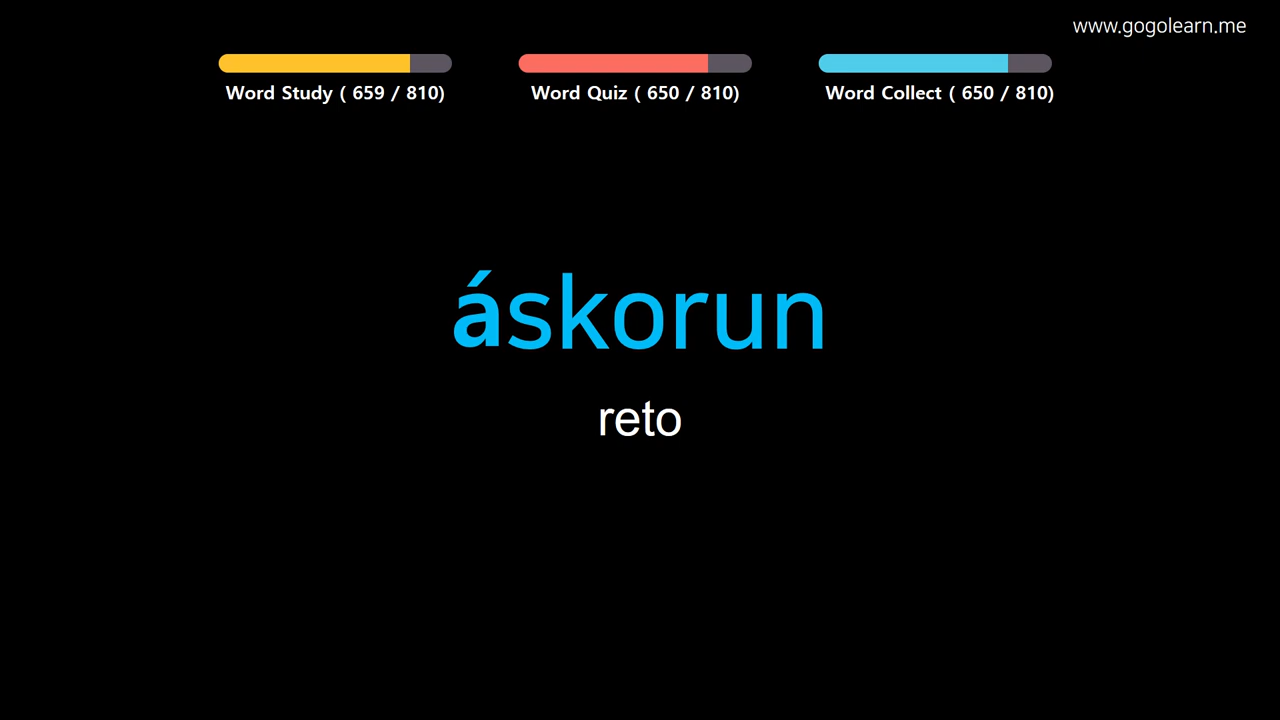 www.gogolearn.me
Word Study ( 659 / 810)
Word Quiz ( 650 / 810)
Word Collect ( 650 / 810)
áskorun
reto